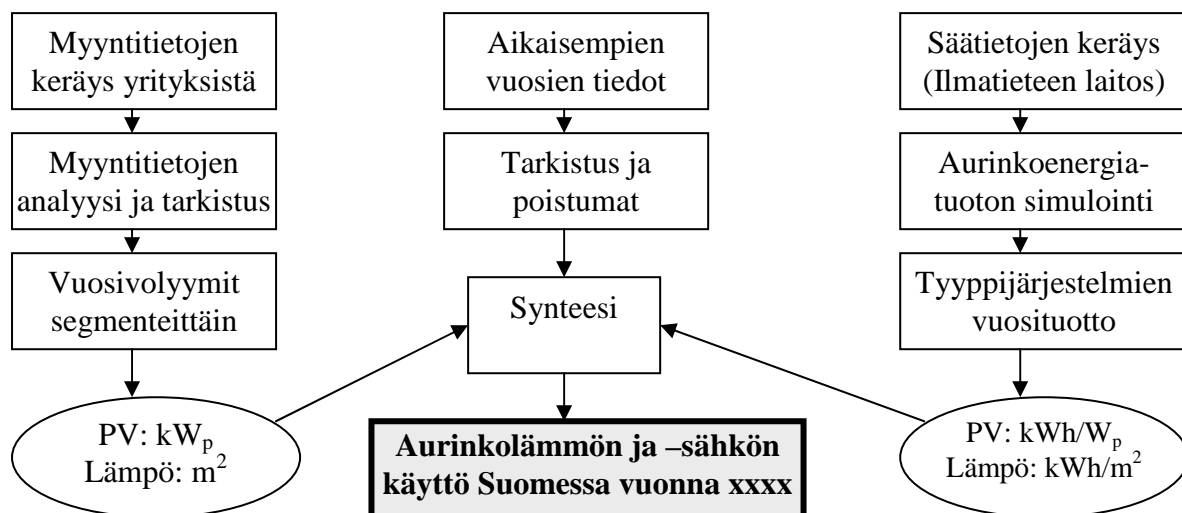 Myyntitietojen
keräys yrityksistä
Myyntitietojen
analyysi ja tarkistus
Vuosivolyymit
segmenteittäin
PV: kWₚ
Lämpö: m²
Aikaisempien
vuosien tiedot
Tarkistus ja
poistumat
Synteesi
Aurinkolämmön ja –sähkön
käyttö Suomessa vuonna xxxx
Säätietojen keräys
(Ilmatieteen laitos)
Aurinkoenergia-
tuoton simulointi
Tyyppijärjestelmien
vuosituotto
PV: kWh/Wₚ
Lämpö: kWh/m²